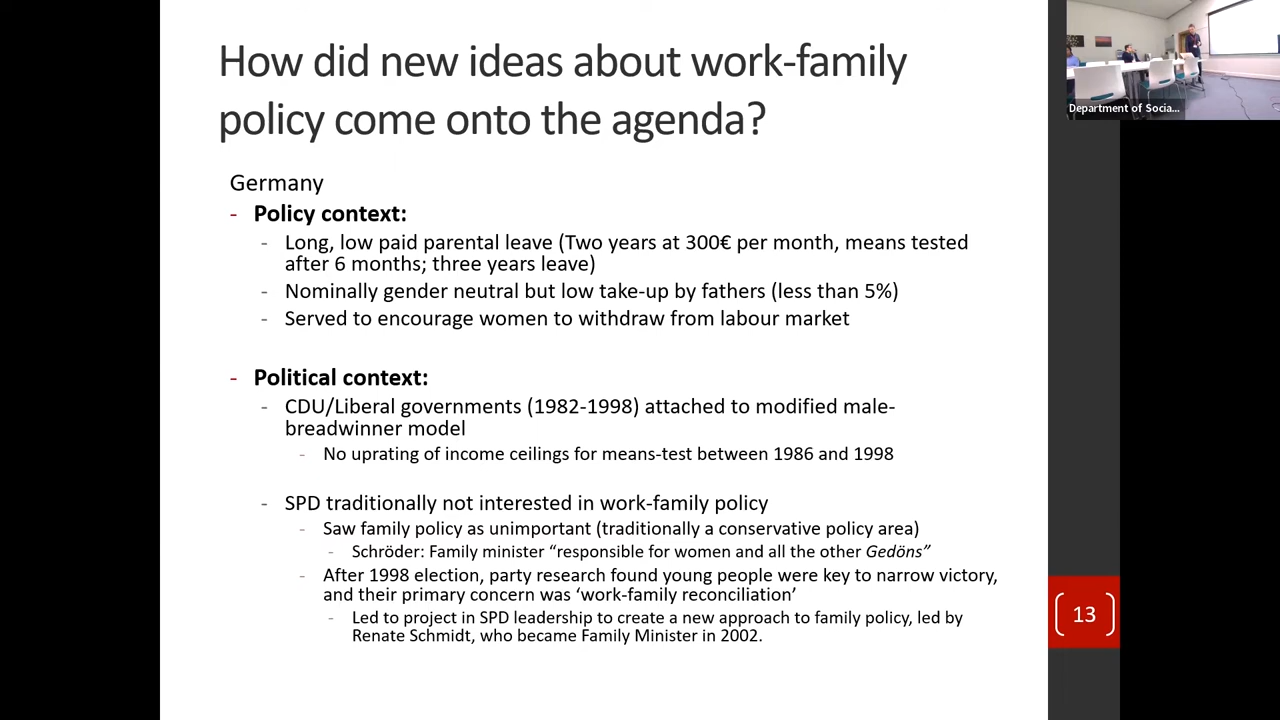 How did new ideas about work-family
policy come onto the agenda?
Germany
- Policy context:
- Long, low paid parental leave (Two years at 300€ per month, means tested
after 6 months; three years leave)
- Nominally gender neutral but low take-up by fathers (less than 5%)
- Served to encourage women to withdraw from labour market
- Political context:
- CDU/Liberal governments (1982-1998) attached to modified male-
breadwinner model
- No uprating of income ceilings for means-test between 1986 and 1998
- SPD traditionally not interested in work-family policy
- Saw family policy as unimportant (traditionally a conservative policy area)
- Schröder: Family minister “responsible for women and all the other Gedöns”
- After 1998 election, party research found young people were key to narrow victory,
and their primary concern was ‘work-family reconciliation’
- Led to project in SPD leadership to create a new approach to family policy, led by
Renate Schmidt, who became Family Minister in 2002.
13
Department of Socia...